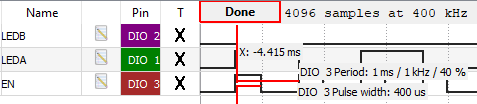 Name Pin T Done 4096 samples at 400 kHz
LEDB DIO 2 X
LEDA DIO 1 X X: -4.415 ms
EN DIO 3 X DIO 3 Period: 1 ms / 1 kHz / 40 %
DIO 3 Pulse width: 400 us